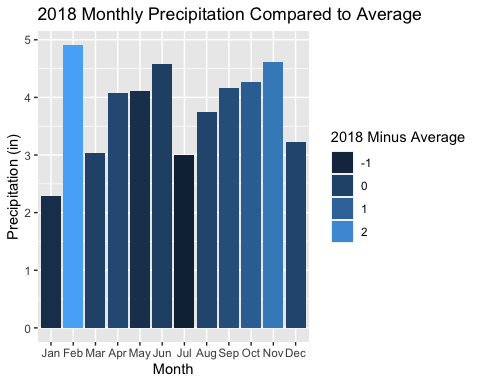 2018 Monthly Precipitation Compared to Average
5
4
3
2
1
0
Precipitation (in)
Jan Feb Mar Apr May Jun Jul Aug Sep Oct Nov Dec
Month
2018 Minus Average
-1
0
1
2